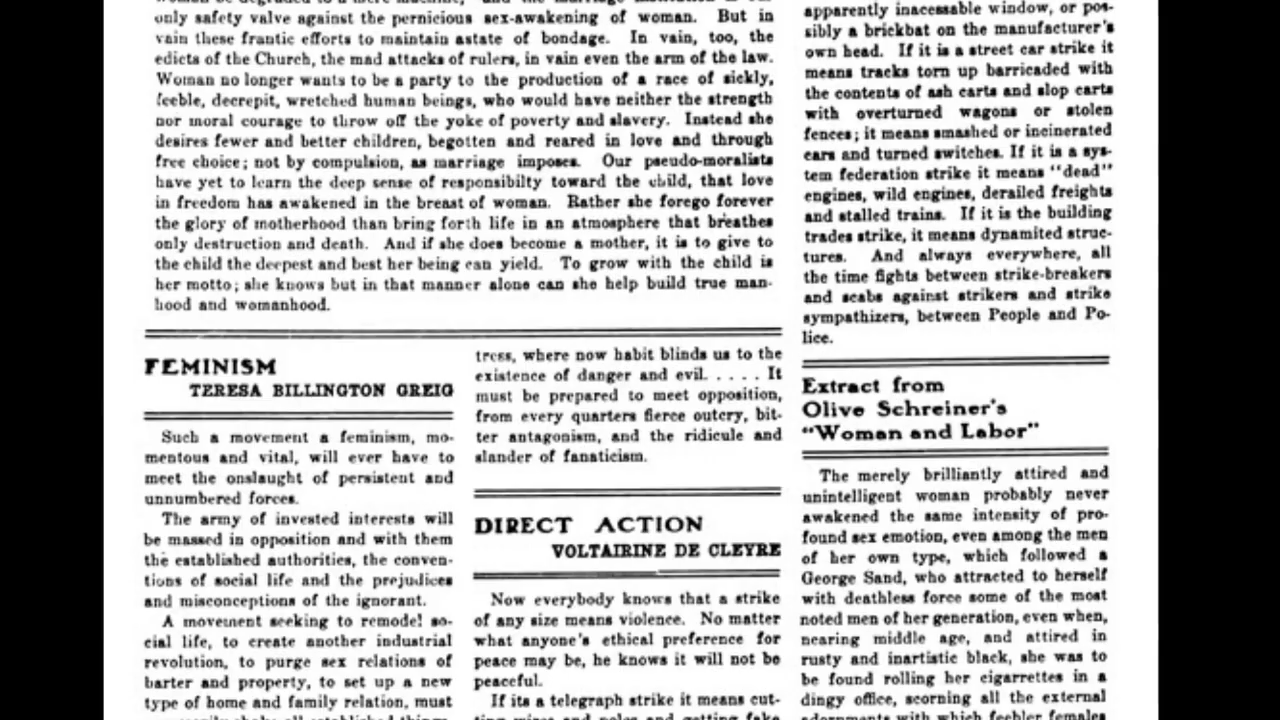 only safety valve against the pernicious sex-awakening of woman. But in
vain these frantic efforts to maintain astate of bondage. In vain, too, the
edicts of the Church, the mad attacks of rulers, in vain even the arm of the law.
Woman no longer wants to be a party to the production of a race of sickly,
feeble, decrepit, wretched human beings, who would have neither the strength
nor moral courage to throw off the yoke of poverty and slavery. Instead she
desires fewer and better children, begotten and reared in love and through
free choice; not by compulsion, as marriage imposes. Our pseudo-moralists
have yet to learn the deep sense of responsibilty toward the child, that love
in freedom has awakened in the breast of woman. Rather she forego forever
the glory of motherhood than bring forth life in an atmosphere that breathes
only destruction and death. And if she does become a mother, it is to give to
the child the deepest and best her being can yield. To grow with the child is
her motto; she knows but in that manner alone can she help build true man-
hood and womanhood.
FEMINISM
TERESA BILLINGTON GREIG
Such a movement a feminism, mo-
mentous and vital, will ever have to
meet the onslaught of persistent and
unnumbered forces.
The army of invested interests will
be massed in opposition and with them
the established authorities, the conven-
tions of social life and the prejudices
and misconceptions of the ignorant.
A movement seeking to remodel so-
cial life, to create another industrial
revolution, to purge sex relations of
barter and property, to set up a new
type of home and family relation, must
tress, where now habit blinds us to the
existence of danger and evil. . . . . It
must be prepared to meet opposition,
from every quarters fierce outcry, bit-
ter antagonism, and the ridicule and
slander of fanaticism.
DIRECT ACTION
VOLTAIRINE DE CLEYRE
Now everybody knows that a strike
of any size means violence. No matter
what anyone's ethical preference for
peace may be, he knows it will not be
peaceful.
If its a telegraph strike it means cut-
ting wires and poles and getting fake
apparently inacessable window, or pos-
sibly a brickbat on the manufacturer's
own head. If it is a street car strike it
means tracks torn up barricaded with
the contents of ash carts and slop carts
with overturned wagons or stolen
fences; it means smashed or incinerated
cars and turned switches. If it is a sys-
tem federation strike it means "dead"
engines, wild engines, derailed freights
and stalled trains. If it is the building
trades strike, it means dynamited struc-
tures. And always everywhere, all
the time fights between strike-breakers
and scabs against strikers and strike
sympathizers, between People and Po-
lice.
Extract from
Olive Schreiner's
"Woman and Labor"
The merely brilliantly attired and
unintelligent woman probably never
awakened the same intensity of pro-
found sex emotion, even among the men
of her own type, which followed a
George Sand, who attracted to herself
with deathless force some of the most
noted men of her generation, even when,
nearing middle age, and attired in
rusty and inartistic black, she was to
be found rolling her cigarettes in a
dingy office, scorning all the external
adornments with which feebler females